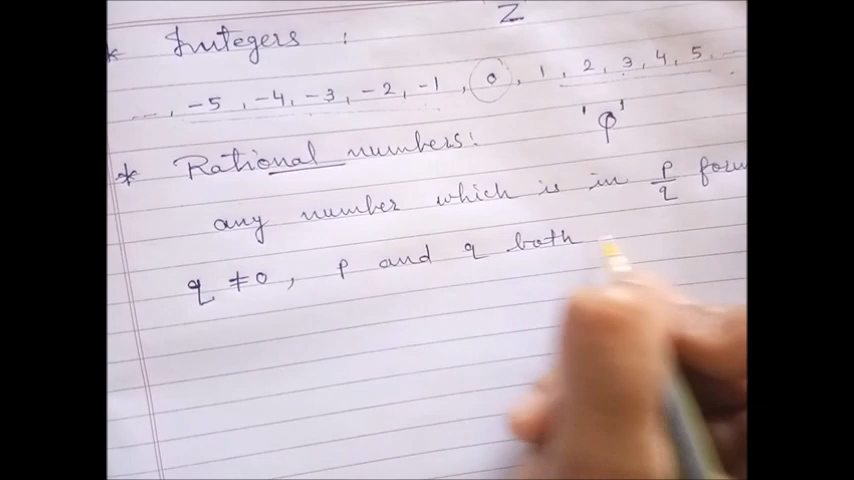 Z
* Integers :
..., -5, -4, -3, -2, -1, 0, 1, 2, 3, 4, 5, ...
* Rational numbers: 'φ'
any number which is in p/q form
q ≠ 0, p and q both